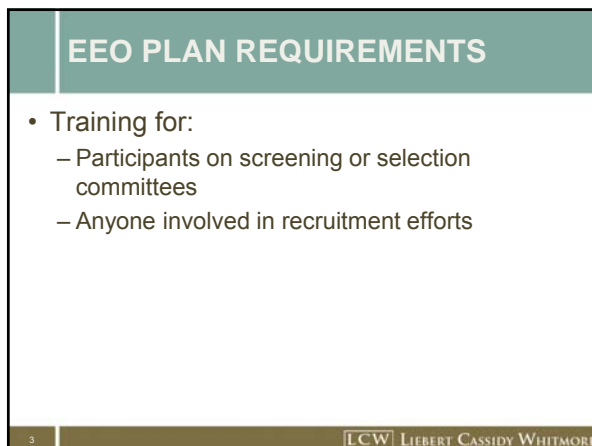 EEO PLAN REQUIREMENTS
• Training for:
– Participants on screening or selection
committees
– Anyone involved in recruitment efforts
3
LCW LIEBERT CASSIDY WHITMORE